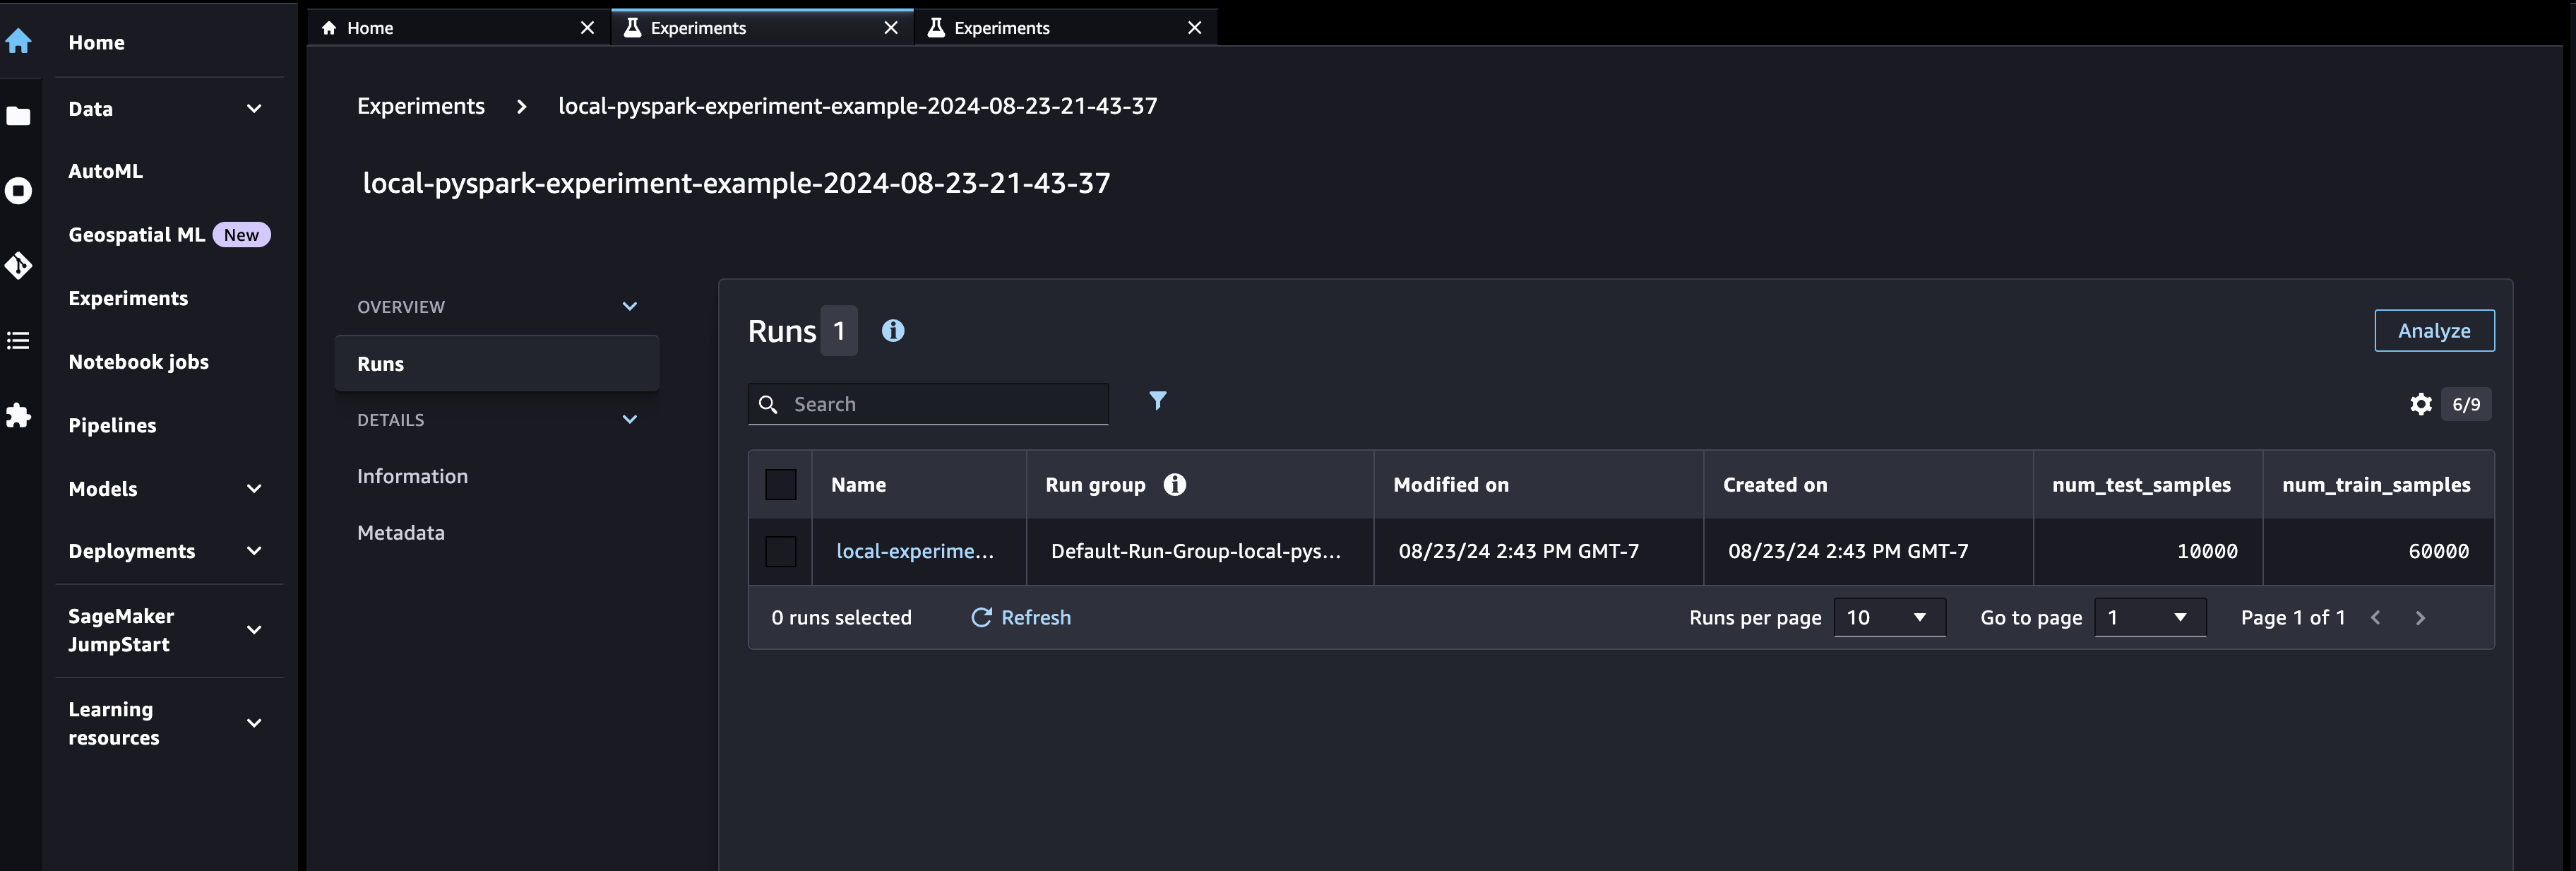 Home
Data
AutoML
Geospatial ML New
Experiments
Notebook jobs
Pipelines
Models
Deployments
SageMaker
JumpStart
Learning
resources
Home
Experiments
Experiments
Experiments > local-pyspark-experiment-example-2024-08-23-21-43-37
local-pyspark-experiment-example-2024-08-23-21-43-37
OVERVIEW
Runs
DETAILS
Information
Metadata
Runs 1
Analyze
Search
6/9
Name Run group Modified on Created on num_test_samples num_train_samples
local-experime... Default-Run-Group-local-pys... 08/23/24 2:43 PM GMT-7 08/23/24 2:43 PM GMT-7 10000 60000
0 runs selected Refresh Runs per page 10 Go to page 1 Page 1 of 1